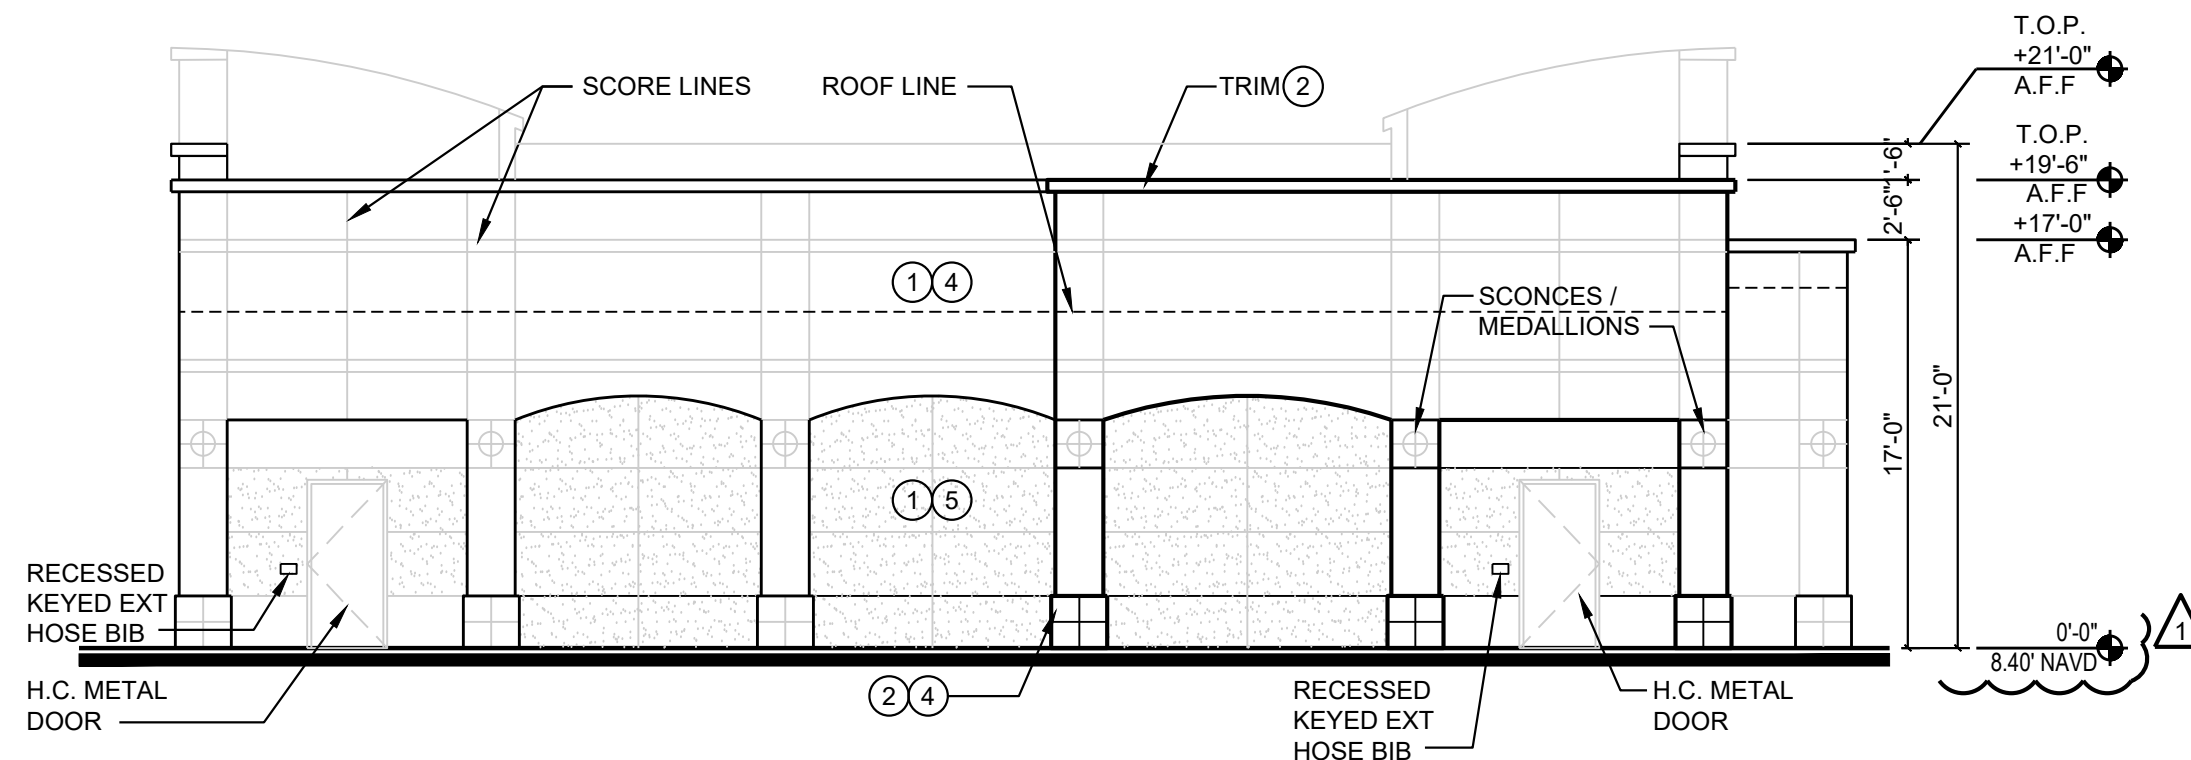 SCORE LINES
ROOF LINE
TRIM 2
T.O.P.
+21'-0"
A.F.F
T.O.P.
+19'-6"
A.F.F
+17'-0"
A.F.F
1'-6"
2'-6"
1 4
SCONCES /
MEDALLIONS
17'-0"
21'-0"
1 5
RECESSED
KEYED EXT
HOSE BIB
H.C. METAL
DOOR
2 4
RECESSED
KEYED EXT
HOSE BIB
H.C. METAL
DOOR
0'-0"
8.40' NAVD
1